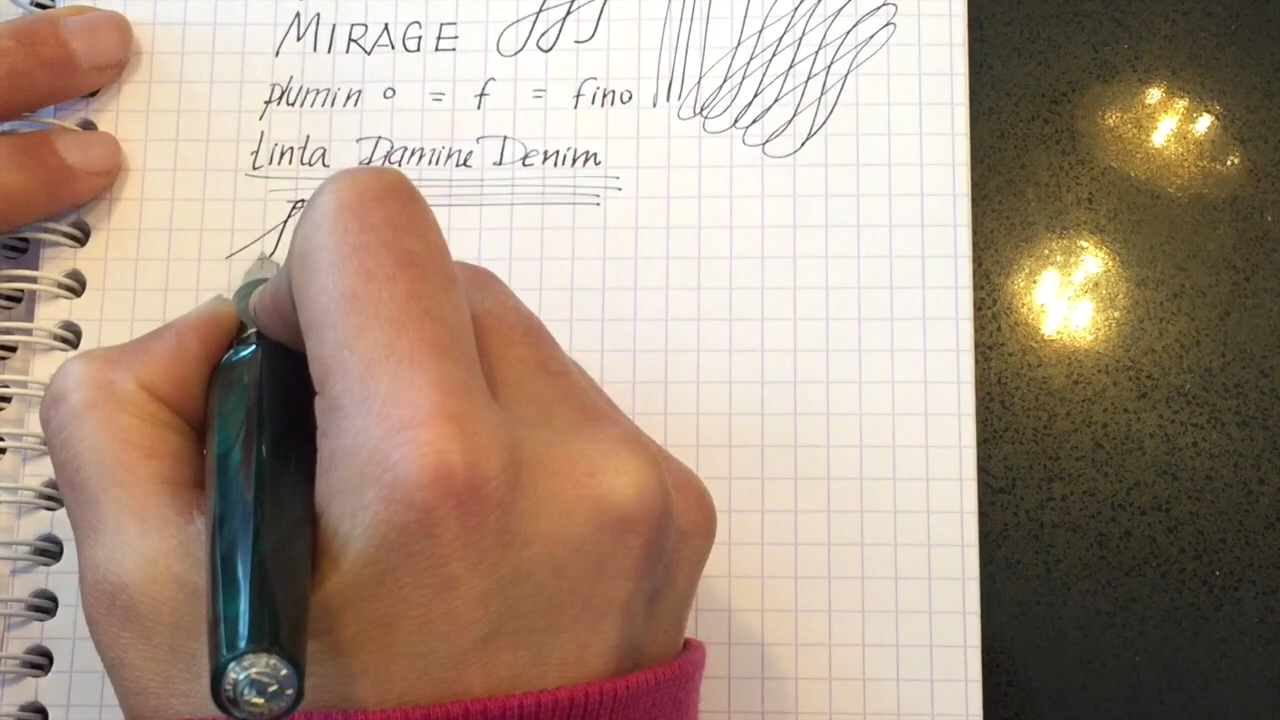 MIRAGE
plumin o = f = fino
tinta Diamine Denim